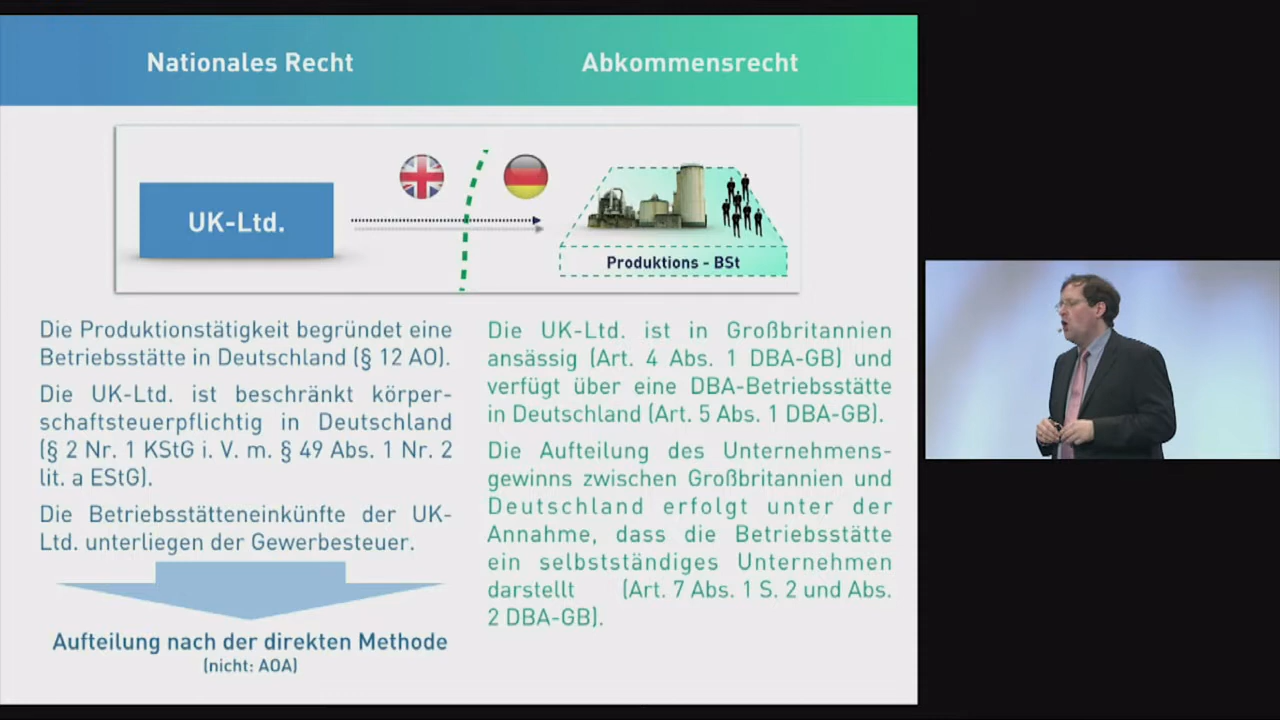 Nationales Recht
Abkommensrecht
UK-Ltd.
Produktions - BSt
Die Produktionstätigkeit begründet eine
Betriebsstätte in Deutschland (§ 12 AO).
Die UK-Ltd. ist beschränkt körper-
schaftsteuerpflichtig in Deutschland
(§ 2 Nr. 1 KStG i. V. m. § 49 Abs. 1 Nr. 2
lit. a EStG).
Die Betriebsstätteneinkünfte der UK-
Ltd. unterliegen der Gewerbesteuer.
Aufteilung nach der direkten Methode
(nicht: AOA)
Die UK-Ltd. ist in Großbritannien
ansässig (Art. 4 Abs. 1 DBA-GB) und
verfügt über eine DBA-Betriebsstätte
in Deutschland (Art. 5 Abs. 1 DBA-GB).
Die Aufteilung des Unternehmens-
gewinns zwischen Großbritannien und
Deutschland erfolgt unter der
Annahme, dass die Betriebsstätte
ein selbstständiges Unternehmen
darstellt (Art. 7 Abs. 1 S. 2 und Abs.
2 DBA-GB).